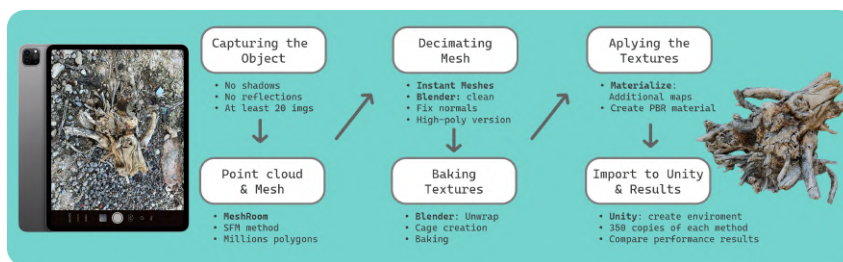 Capturing the
Object
• No shadows
• No reflections
• At least 20 imgs
Point cloud
& Mesh
• MeshRoom
• SFM method
• Millions polygons
Decimating
Mesh
• Instant Meshes
• Blender: clean
• Fix normals
• High-poly version
Baking
Textures
• Blender: Unwrap
• Cage creation
• Baking
Aplying the
Textures
• Materialize:
Additional maps
• Create PBR material
Import to Unity
& Results
• Unity: create enviroment
• 350 copies of each method
• Compare performance results